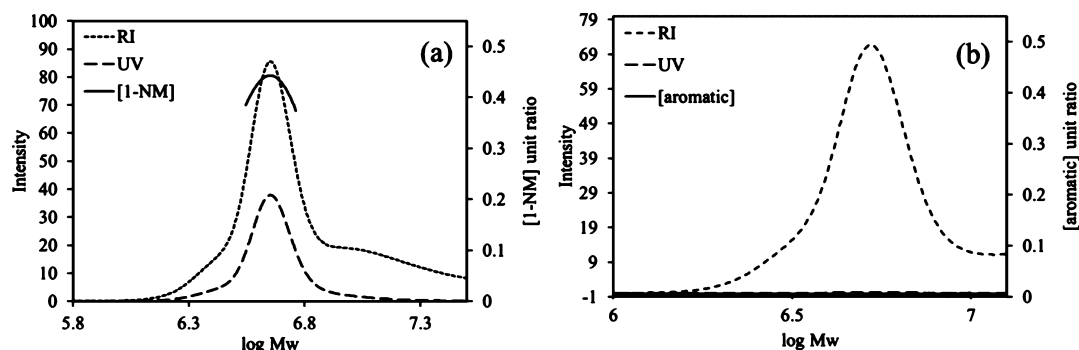 100
90
80
70
60
50
40
30
20
10
0
Intensity
RI
UV
[1-NM]
(a)
0.5
0.4
0.3
0.2
0.1
0
[1-NM] unit ratio
5.8 6.3 6.8 7.3
log Mw
79
69
59
49
39
29
19
9
-1
Intensity
RI
UV
[aromatic]
(b)
0.5
0.4
0.3
0.2
0.1
0
[aromatic] unit ratio
6 6.5 7
log Mw